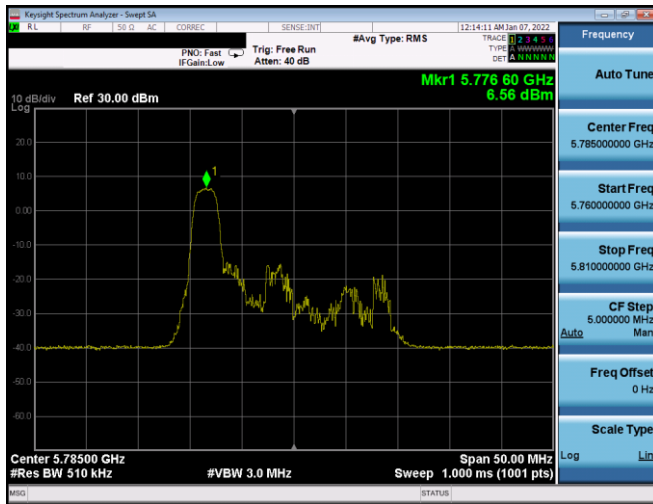 Keysight Spectrum Analyzer - Swept SA
RL RF 50 Ω AC CORREC SENSE:INT 12:14:11 AM Jan 07, 2022
#Avg Type: RMS
TRACE 1 2 3 4 5 6
PNO: Fast Trig: Free Run TYPE A WWWWW
IFGain:Low Atten: 40 dB DET A N N N N N
Mkr1 5.776 60 GHz
6.56 dBm
10 dB/div Ref 30.00 dBm
Log
20.0
10.0
1
0.00
-10.0
-20.0
-30.0
-40.0
-50.0
-60.0
Center 5.78500 GHz Span 50.00 MHz
#Res BW 510 kHz #VBW 3.0 MHz Sweep 1.000 ms (1001 pts)
MSG STATUS
Frequency
Auto Tune
Center Freq
5.785000000 GHz
Start Freq
5.760000000 GHz
Stop Freq
5.810000000 GHz
CF Step
5.000000 MHz
Auto Man
Freq Offset
0 Hz
Scale Type
Log Lin